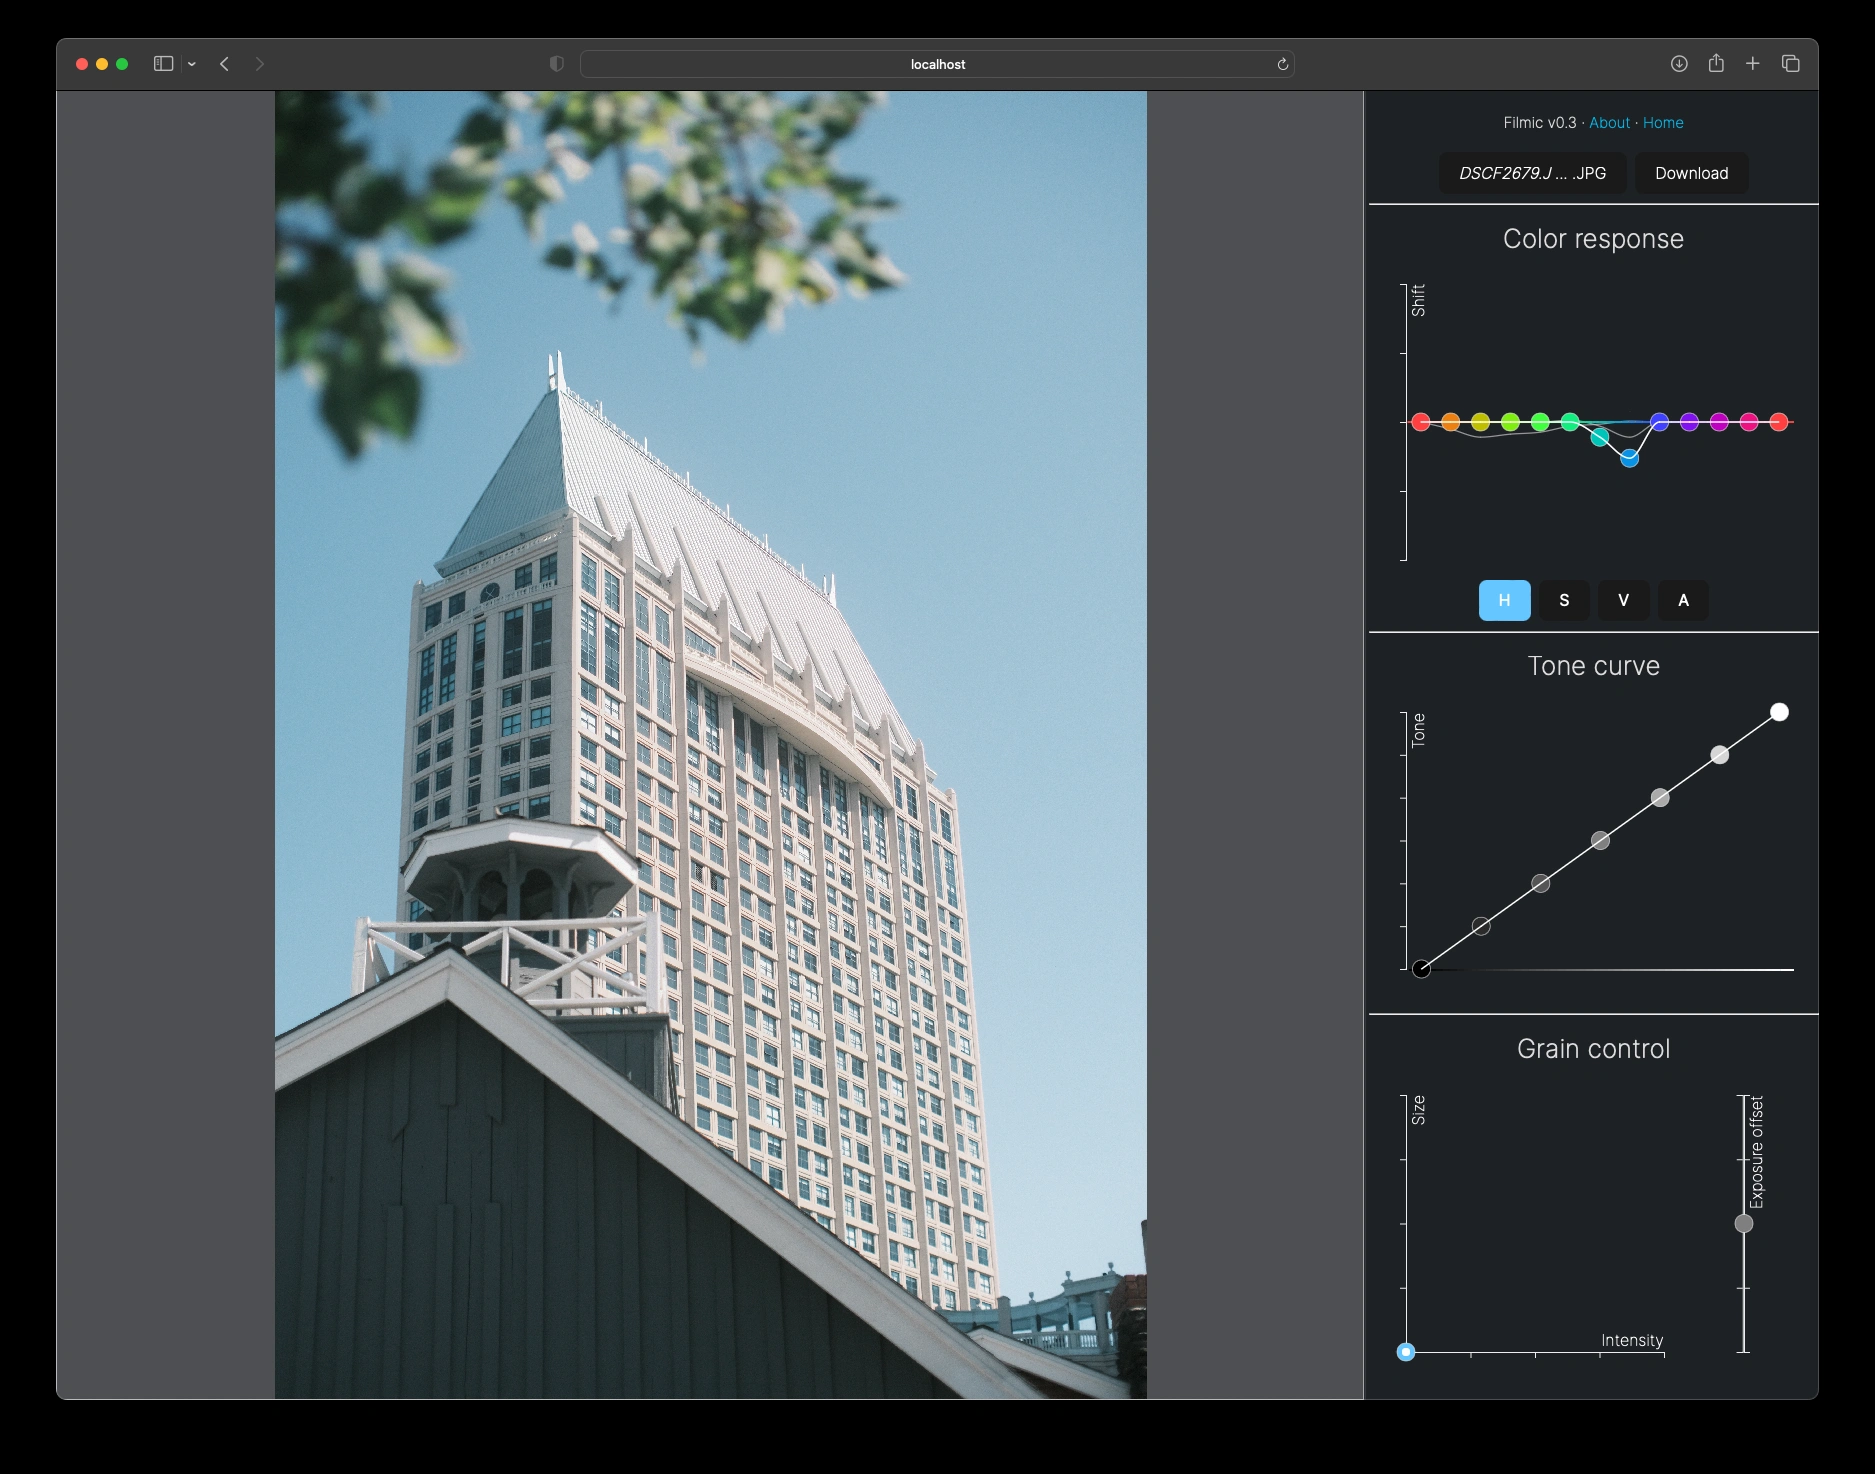 localhost
Filmic v0.3 · About · Home
DSCF2679.J ... .JPG
Download
Color response
Shift
H
S
V
A
Tone curve
Tone
Grain control
Size
Exposure offset
Intensity